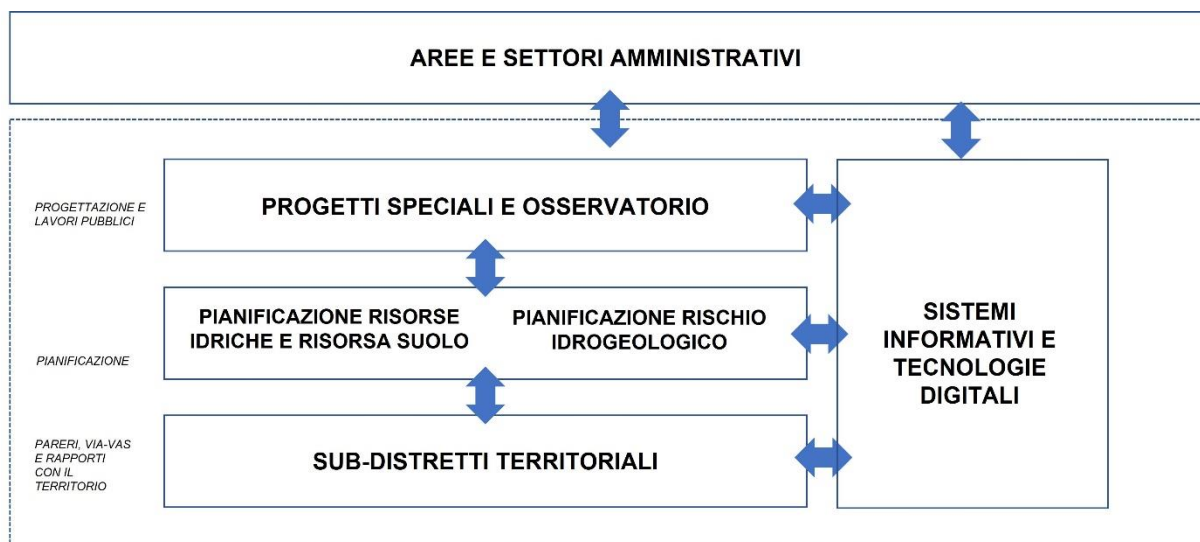 AREE E SETTORI AMMINISTRATIVI
PROGETTAZIONE E
LAVORI PUBBLICI
PROGETTI SPECIALI E OSSERVATORIO
PIANIFICAZIONE
PIANIFICAZIONE RISORSE
IDRICHE E RISORSA SUOLO
PIANIFICAZIONE RISCHIO
IDROGEOLOGICO
SISTEMI
INFORMATIVI E
TECNOLOGIE
DIGITALI
PARERI, VIA-VAS
E RAPPORTI
CON IL
TERRITORIO
SUB-DISTRETTI TERRITORIALI